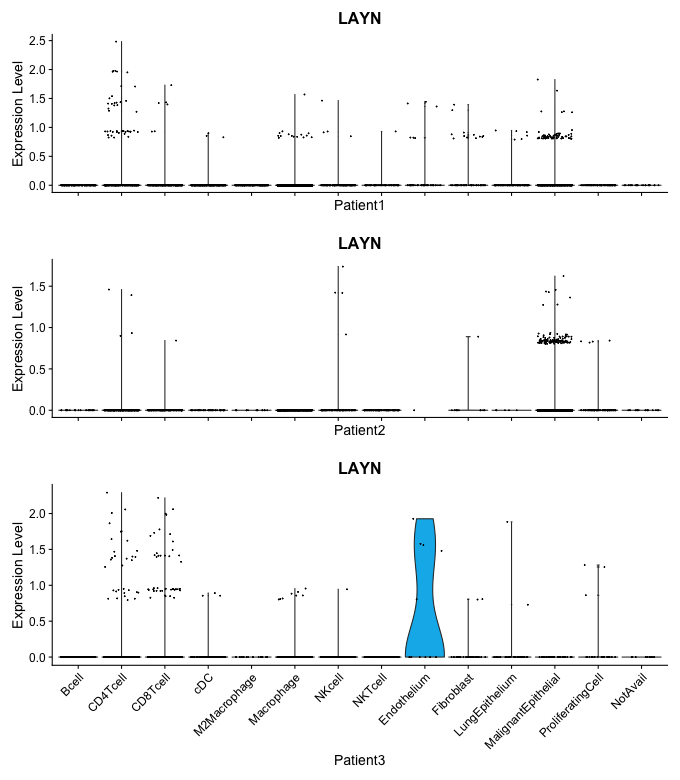 LAYN
Expression Level
2.5
2.0
1.5
1.0
0.5
0.0
Patient1
LAYN
Expression Level
1.5
1.0
0.5
0.0
Patient2
LAYN
Expression Level
2.0
1.5
1.0
0.5
0.0
Bcell
CD4Tcell
CD8Tcell
cDC
M2Macrophage
Macrophage
NKcell
NKTcell
Endothelium
Fibroblast
LungEpithelium
MalignantEpithelial
ProliferatingCell
NotAvail
Patient3